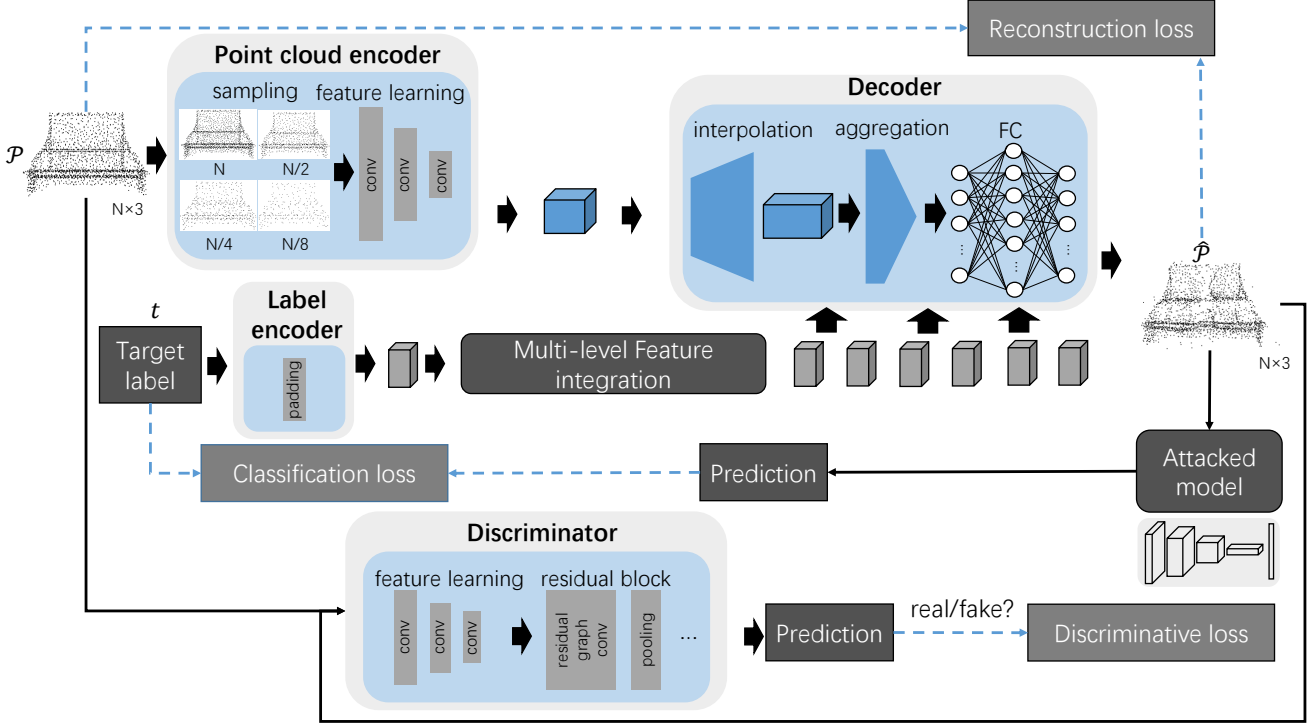 Reconstruction loss
Point cloud encoder
sampling
feature learning
N
N/2
N/4
N/8
conv
conv
conv
𝒫
N×3
Decoder
interpolation
aggregation
FC
...
...
...
𝒫̂
N×3
t
Target
label
Label
encoder
padding
Multi-level Feature
integration
Classification loss
Prediction
Attacked
model
Discriminator
feature learning
residual block
conv
conv
conv
residual
graph
conv
pooling
...
Prediction
real/fake?
Discriminative loss